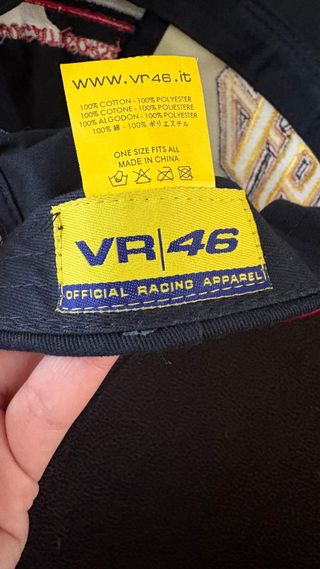 www.vr46.it
100% COTTON - 100% POLYESTER
100% COTONE - 100% POLIESTERE
100% ALGODON - 100% POLIESTER
100% 綿 - 100% ポリエステル
ONE SIZE FITS ALL
MADE IN CHINA
VR|46
OFFICIAL RACING APPAREL